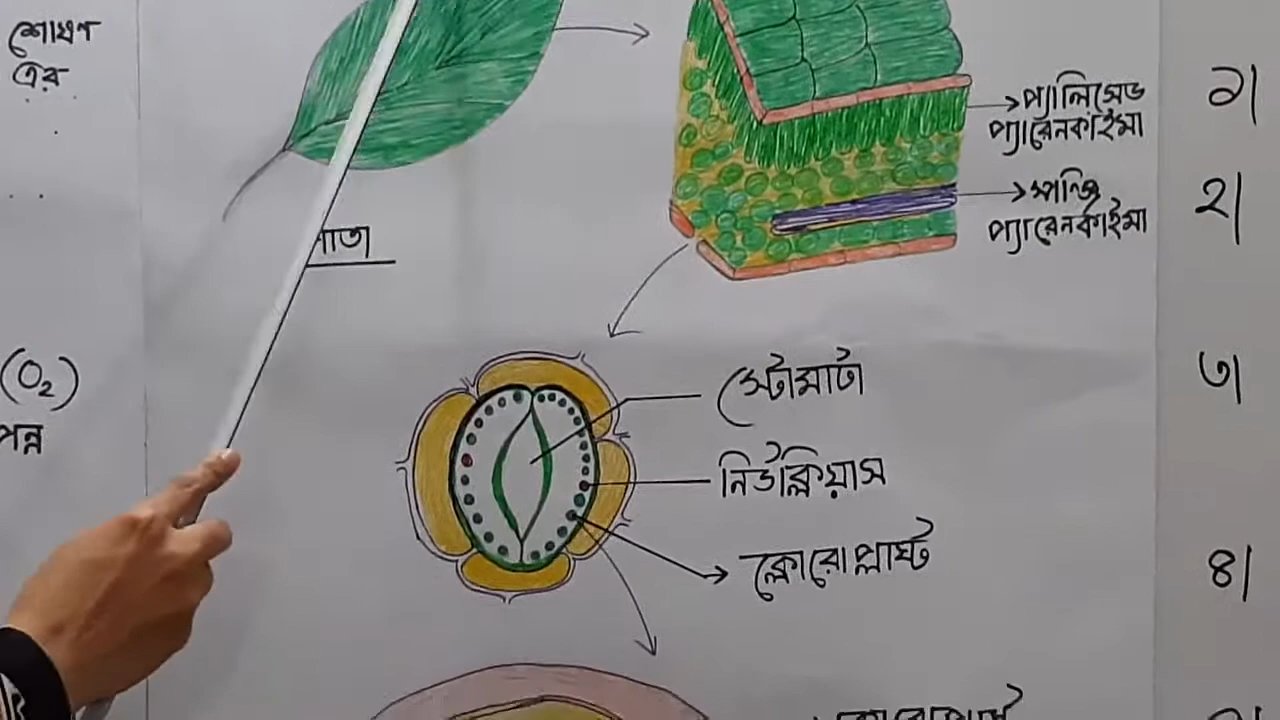 শোষণ
এর
(O₂)
পন্ন
পাতা
প্যালিসেড
প্যারেনকাইমা
স্পঞ্জি
প্যারেনকাইমা
স্টোমাটা
নিউক্লিয়াস
ক্লোরোপ্লাস্ট
১।
২।
৩।
৪।